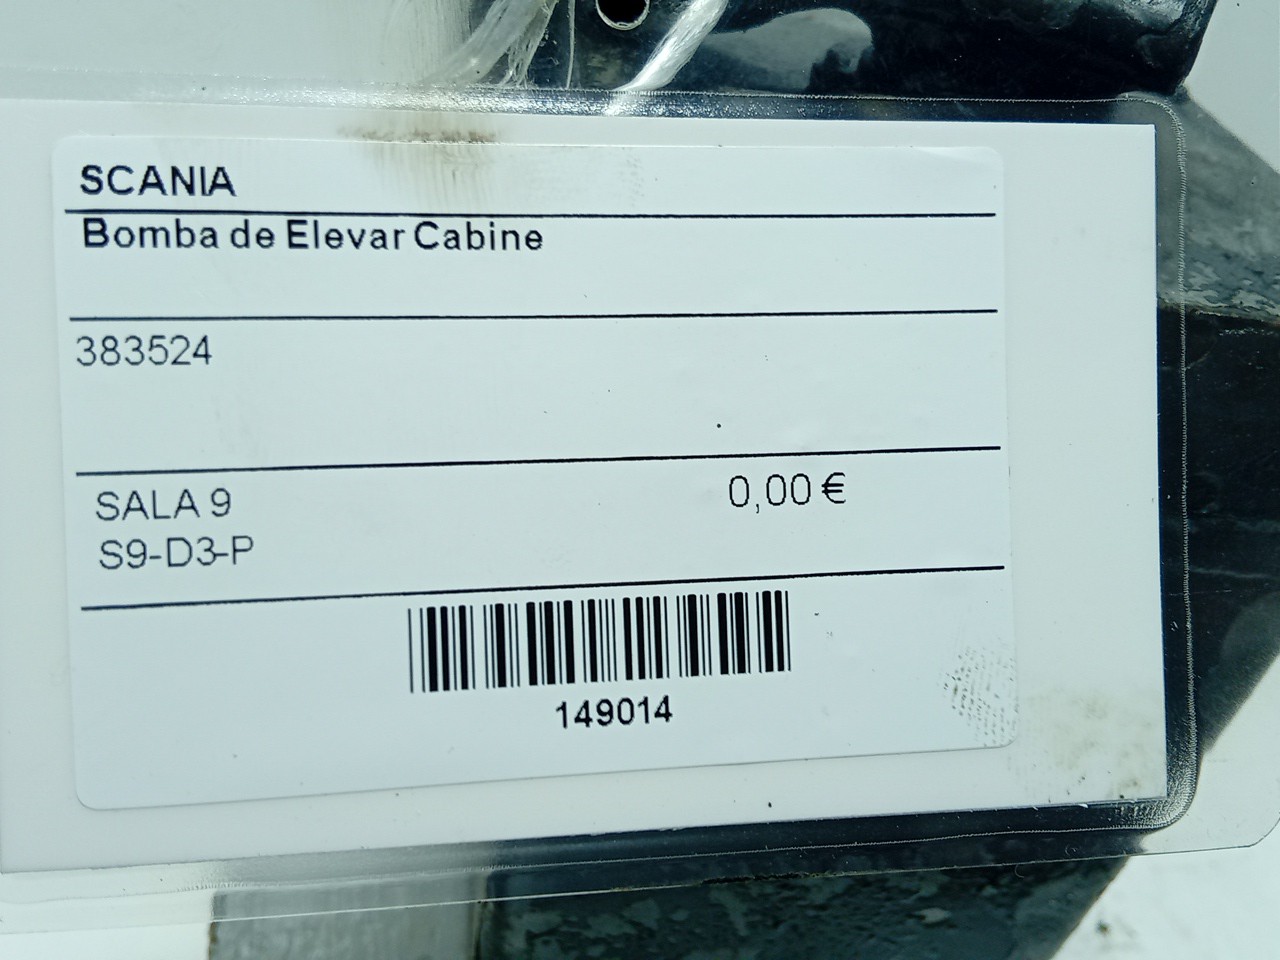 SCANIA
Bomba de Elevar Cabine
383524
SALA 9
0,00 €
S9-D3-P
149014